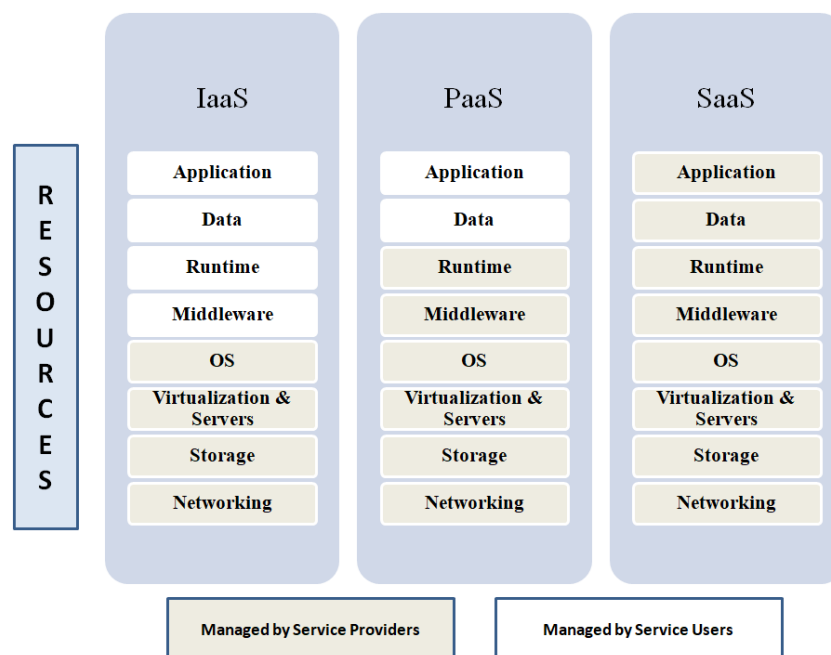 IaaS
PaaS
SaaS
RESOURCES
Application
Data
Runtime
Middleware
OS
Virtualization &
Servers
Storage
Networking
Application
Data
Runtime
Middleware
OS
Virtualization &
Servers
Storage
Networking
Application
Data
Runtime
Middleware
OS
Virtualization &
Servers
Storage
Networking
Managed by Service Providers
Managed by Service Users